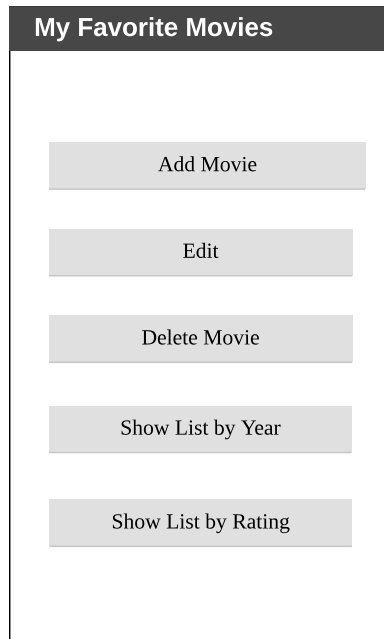 My Favorite Movies
Add Movie
Edit
Delete Movie
Show List by Year
Show List by Rating